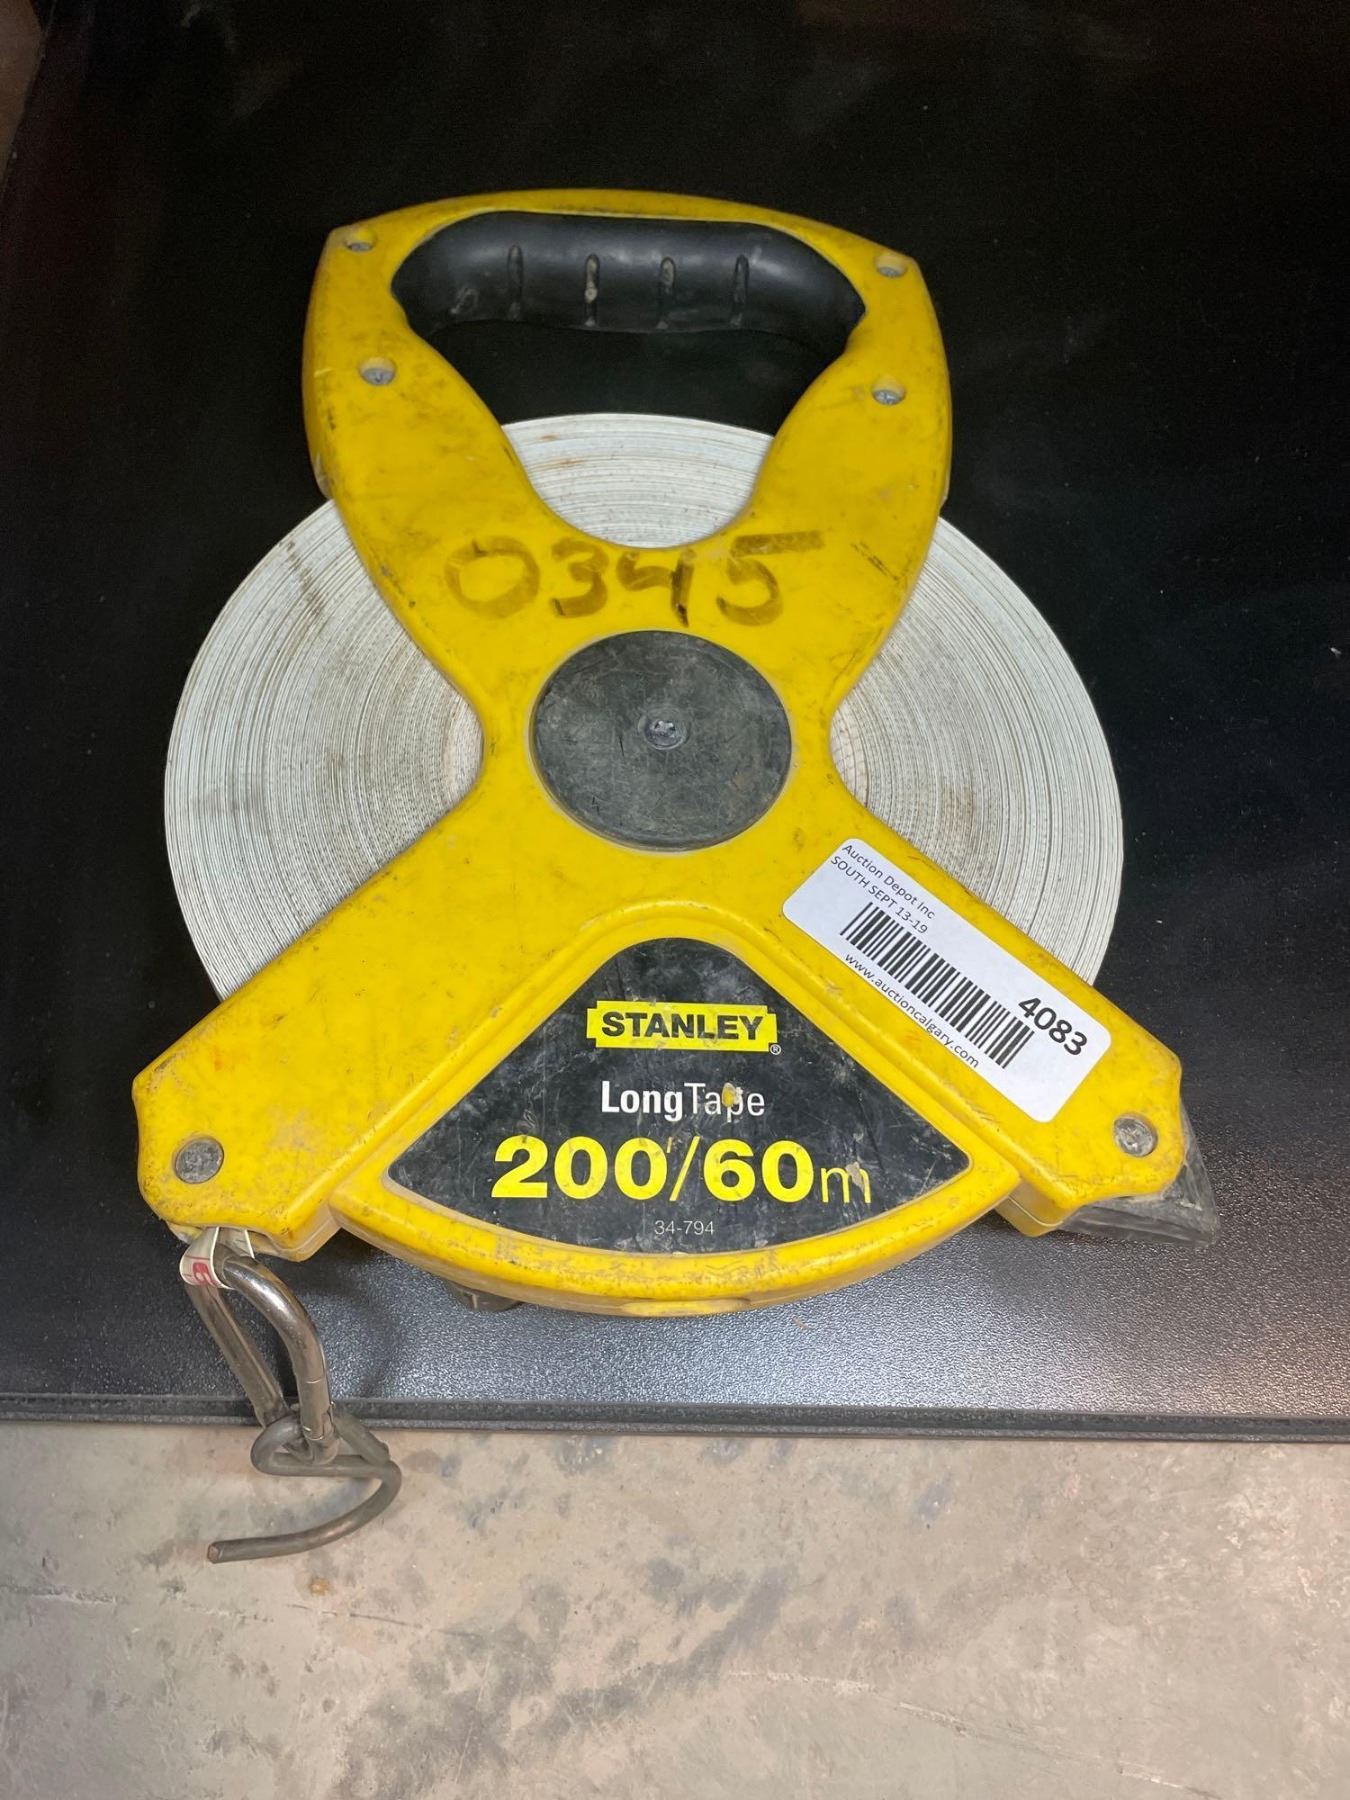 0345
Auction Depot Inc
SOUTH SEPT 13-19
www.auctioncalgary.com
4083
STANLEY®
LongTape
200'/60m
34-794